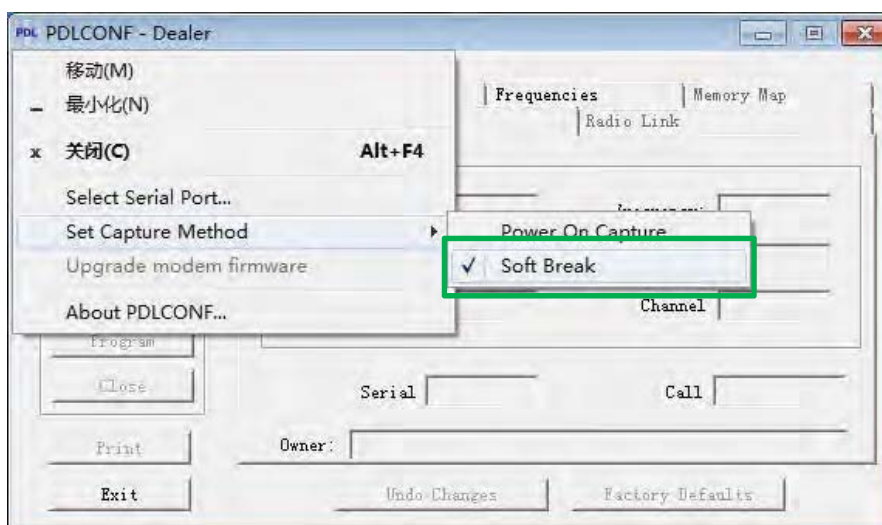 PDL PDLCONF - Dealer
移动(M)
最小化(N)
x 关闭(C) Alt+F4
Select Serial Port...
Set Capture Method
Upgrade modem firmware
About PDLCONF...
Power On Capture
✓ Soft Break
Frequencies
Memory Map
Radio Link
Channel
Program
Close
Serial
Call
Print
Owner:
Exit
Undo Changes
Factory Defaults